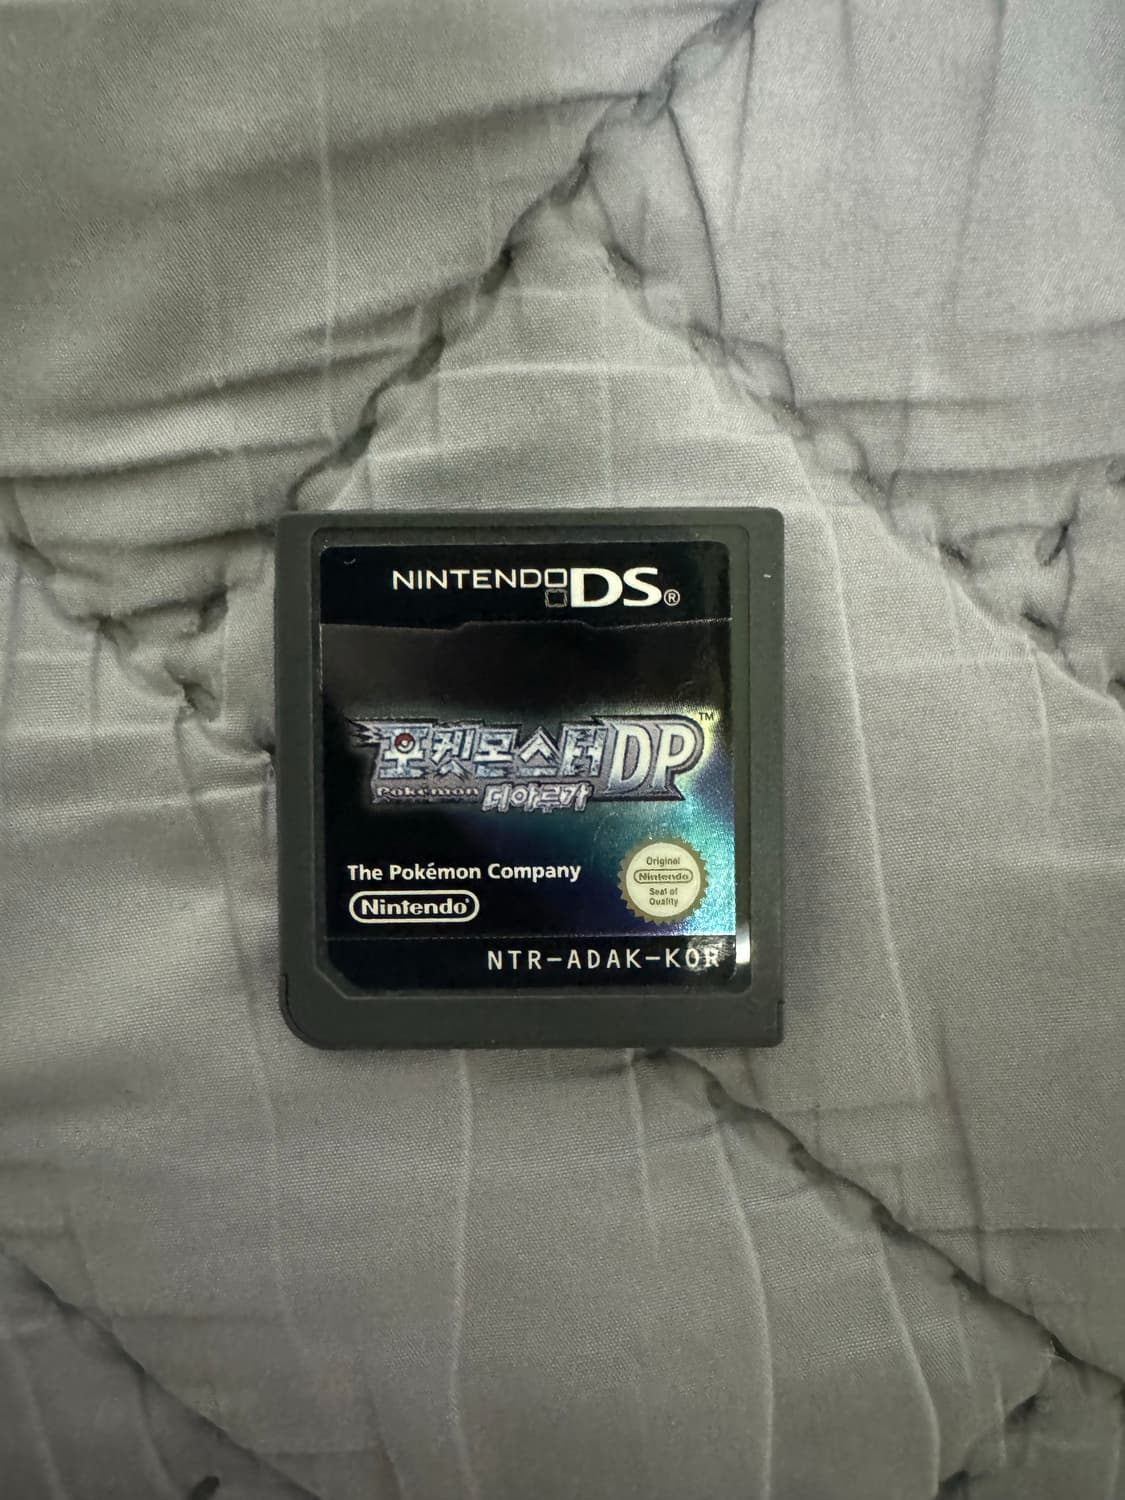 NINTENDO DS®
포켓몬스터DP™
Pokémon 디아루가
The Pokémon Company
Nintendo®
Original
Nintendo
Seal of
Quality
NTR-ADAK-KOR